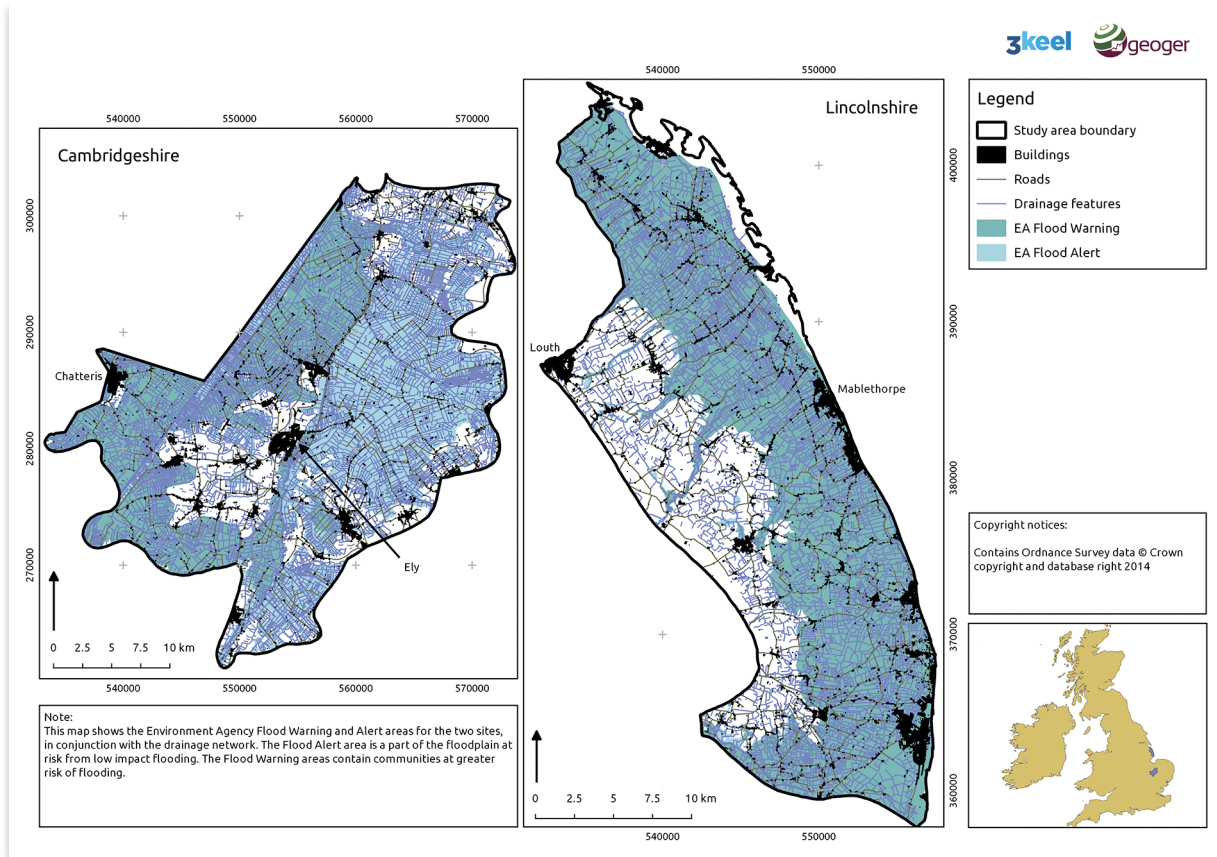 3keel
geoger
Cambridgeshire
540000 550000 560000 570000
300000
290000
280000
270000
Chatteris
Ely
0 2.5 5 7.5 10 km
540000 550000 560000 570000
Note:
This map shows the Environment Agency Flood Warning and Alert areas for the two sites,
in conjunction with the drainage network. The Flood Alert area is a part of the floodplain at
risk from low impact flooding. The Flood Warning areas contain communities at greater
risk of flooding.
540000 550000
Lincolnshire
400000
390000
380000
370000
360000
Louth
Mablethorpe
0 2.5 5 7.5 10 km
540000 550000
Legend
Study area boundary
Buildings
Roads
Drainage features
EA Flood Warning
EA Flood Alert
Copyright notices:
Contains Ordnance Survey data © Crown
copyright and database right 2014